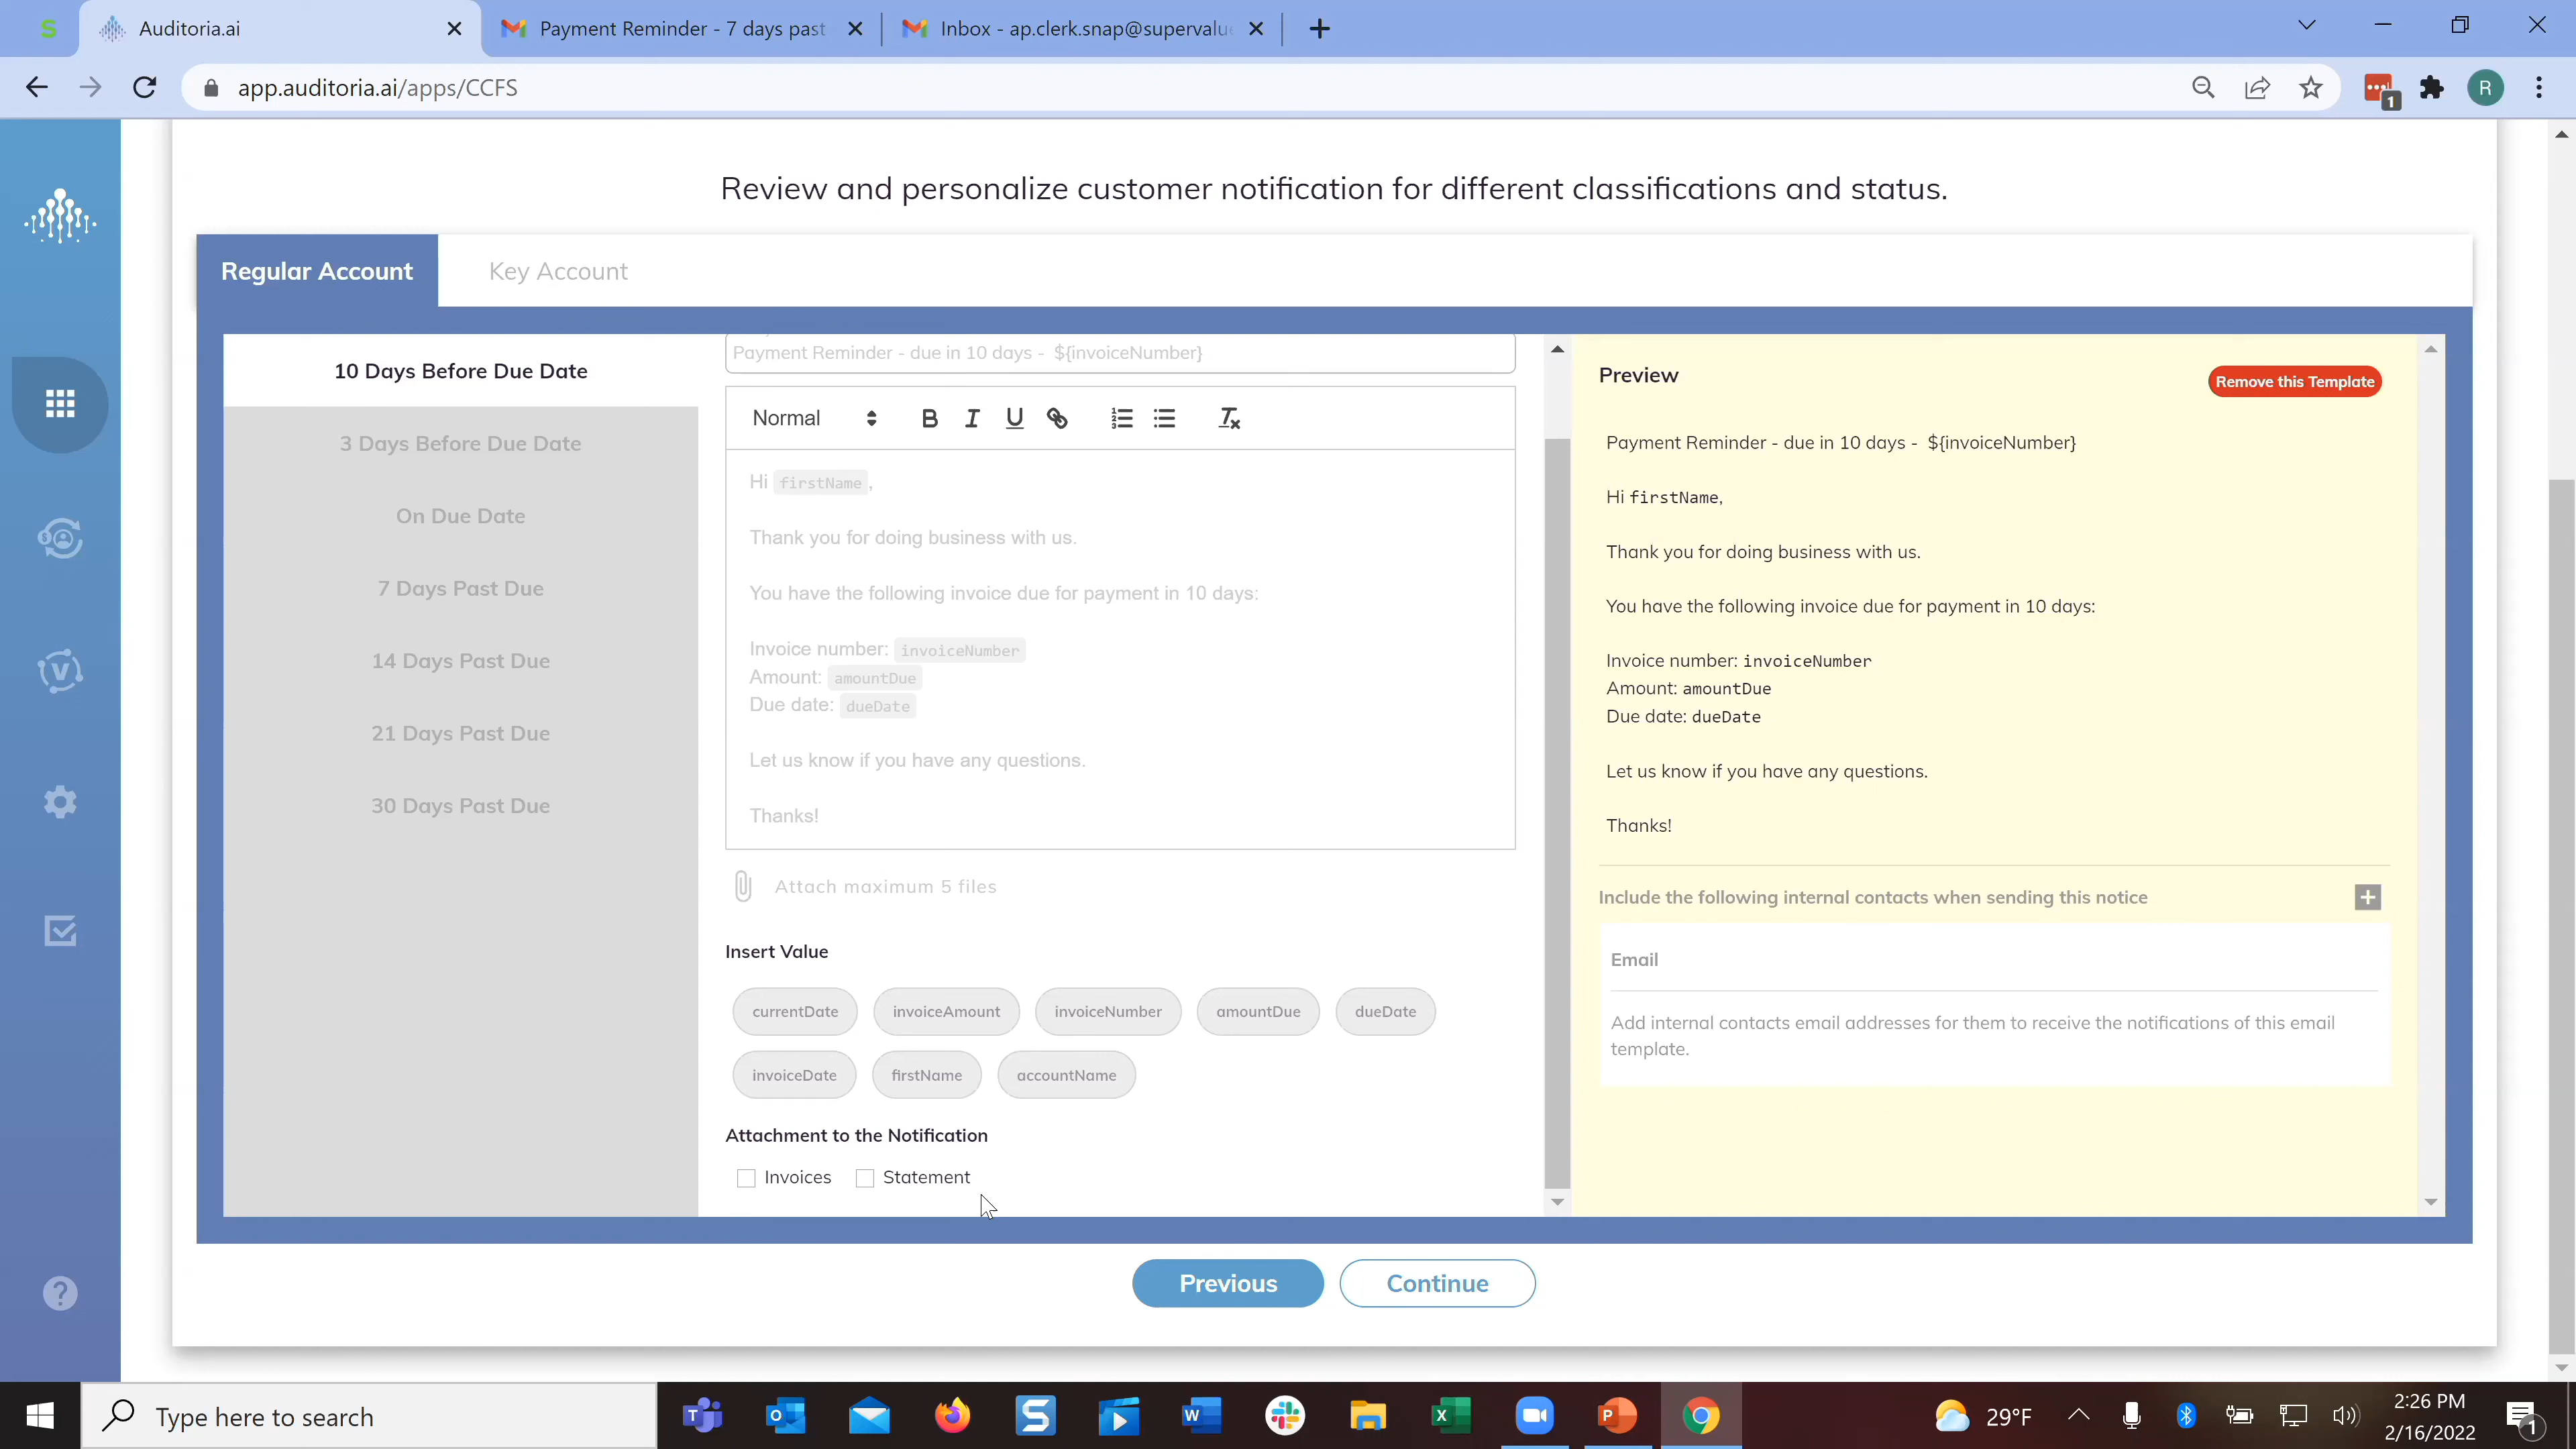 S
Auditoria.ai
Payment Reminder - 7 days past
Inbox - ap.clerk.snap@supervalue
app.auditoria.ai/apps/CCFS
1
R
Review and personalize customer notification for different classifications and status.
Regular Account
Key Account
10 Days Before Due Date
3 Days Before Due Date
On Due Date
7 Days Past Due
14 Days Past Due
21 Days Past Due
30 Days Past Due
Payment Reminder - due in 10 days - ${invoiceNumber}
Normal
B I U
Hi firstName,
Thank you for doing business with us.
You have the following invoice due for payment in 10 days:
Invoice number: invoiceNumber
Amount: amountDue
Due date: dueDate
Let us know if you have any questions.
Thanks!
Attach maximum 5 files
Insert Value
currentDate invoiceAmount invoiceNumber amountDue dueDate
invoiceDate firstName accountName
Attachment to the Notification
Invoices Statement
Preview
Remove this Template
Payment Reminder - due in 10 days - ${invoiceNumber}
Hi firstName,
Thank you for doing business with us.
You have the following invoice due for payment in 10 days:
Invoice number: invoiceNumber
Amount: amountDue
Due date: dueDate
Let us know if you have any questions.
Thanks!
Include the following internal contacts when sending this notice
Email
Add internal contacts email addresses for them to receive the notifications of this email
template.
Previous
Continue
Type here to search
29°F
2:26 PM
2/16/2022
1